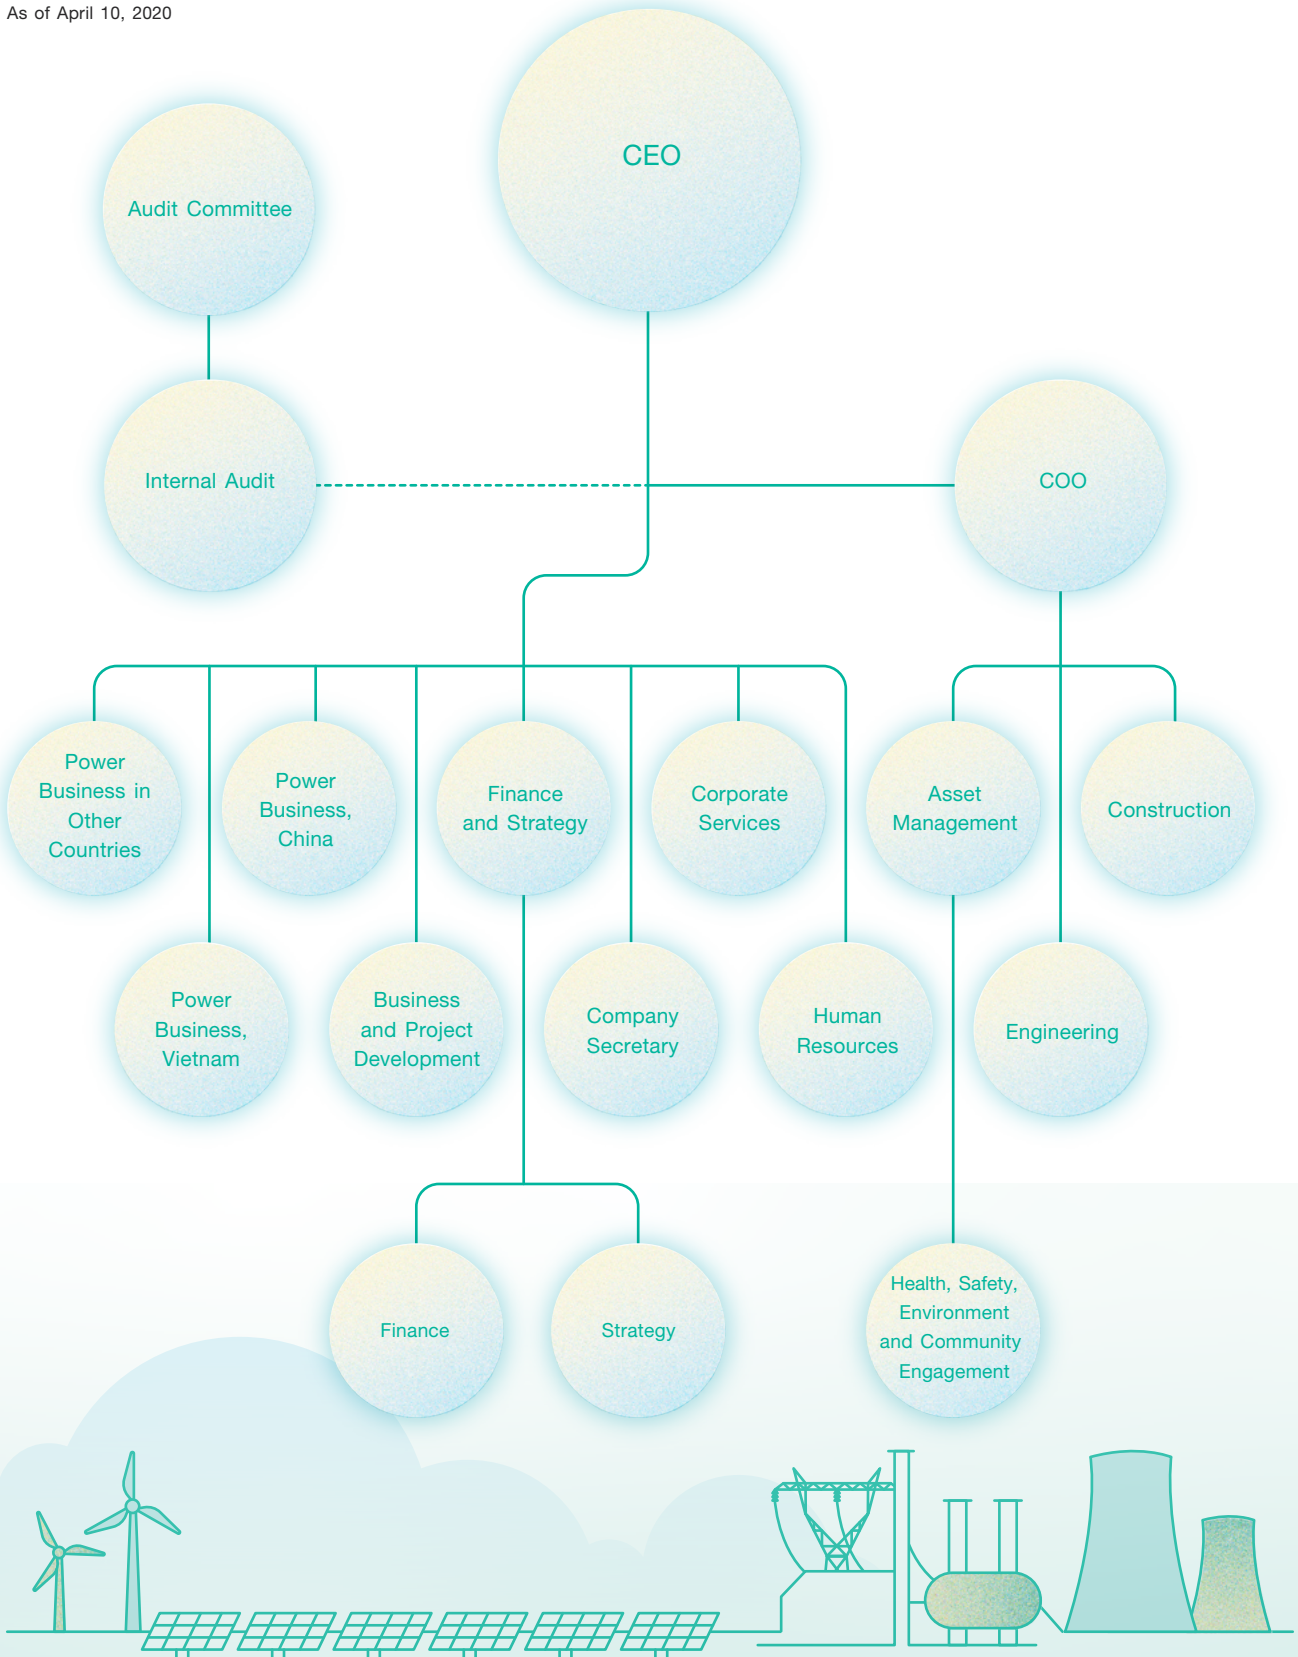 As of April 10, 2020
CEO
Audit Committee
Internal Audit
COO
Power
Business in
Other
Countries
Power
Business,
China
Finance
and Strategy
Corporate
Services
Asset
Management
Construction
Power
Business,
Vietnam
Business
and Project
Development
Company
Secretary
Human
Resources
Engineering
Finance
Strategy
Health, Safety,
Environment
and Community
Engagement